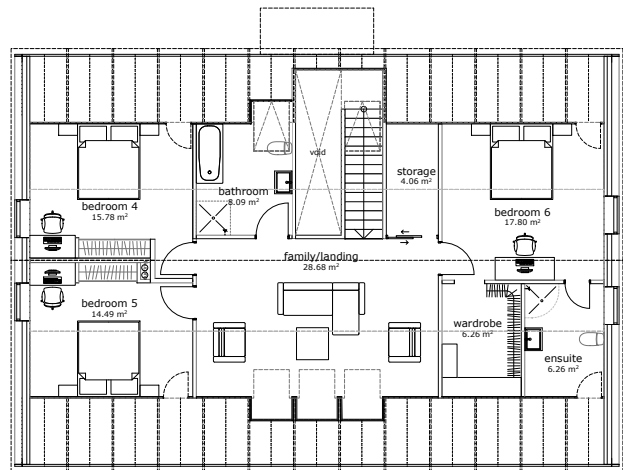 bedroom 4
15.78 m²
bathroom
8.09 m²
void
storage
4.06 m²
bedroom 6
17.80 m²
family/landing
28.68 m²
bedroom 5
14.49 m²
wardrobe
6.26 m²
ensuite
6.26 m²